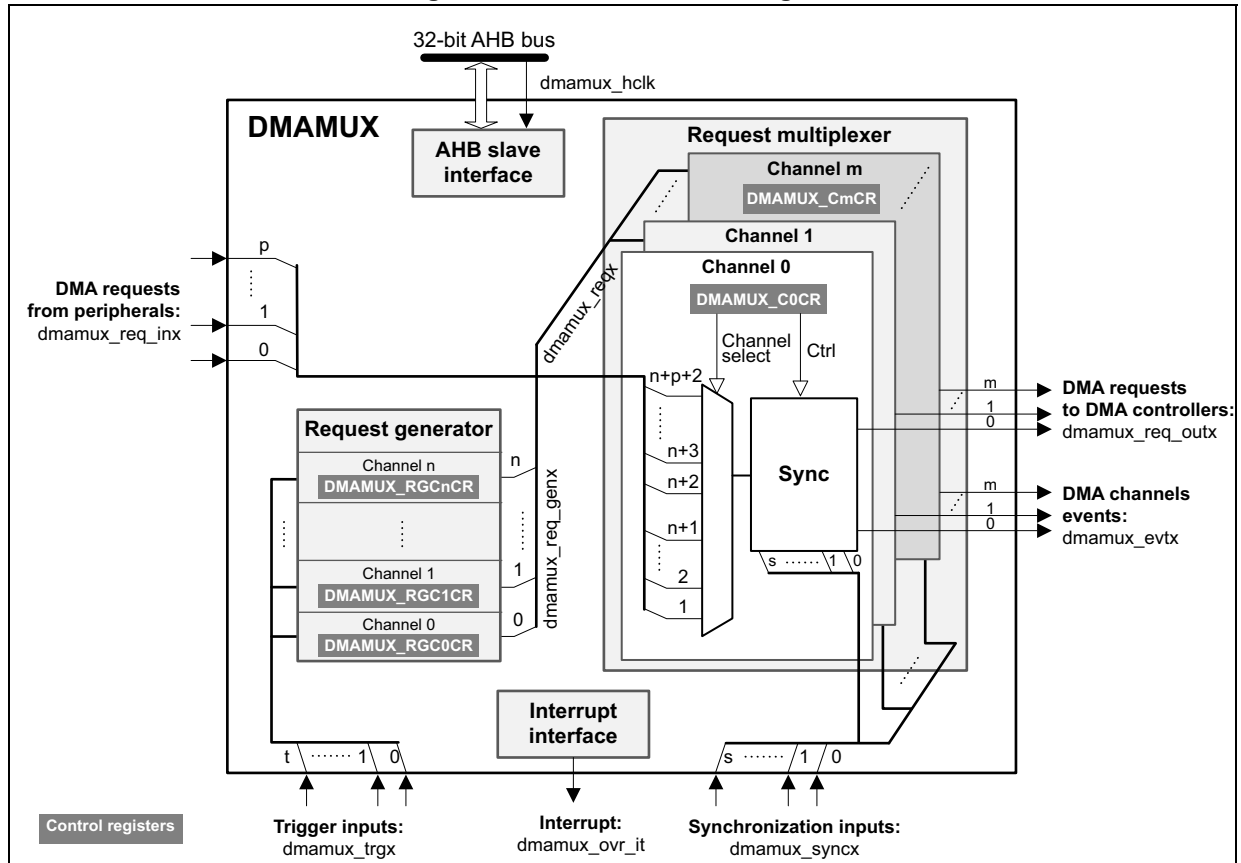 32-bit AHB bus
dmamux_hclk
DMAMUX
AHB slave
interface
Request multiplexer
Channel m
DMAMUX_CmCR
Channel 1
Channel 0
DMAMUX_C0CR
Channel
select
Ctrl
dmamux_reqx
p
1
0
DMA requests
from peripherals:
dmamux_req_inx
n+p+2
n+3
n+2
n+1
2
1
Sync
s 1 0
m
1
0
DMA requests
to DMA controllers:
dmamux_req_outx
m
1
0
DMA channels
events:
dmamux_evtx
Request generator
Channel n
DMAMUX_RGCnCR
Channel 1
DMAMUX_RGC1CR
Channel 0
DMAMUX_RGC0CR
n
1
0
dmamux_req_genx
Interrupt
interface
t 1 0
s 1 0
Control registers
Trigger inputs:
dmamux_trgx
Interrupt:
dmamux_ovr_it
Synchronization inputs:
dmamux_syncx